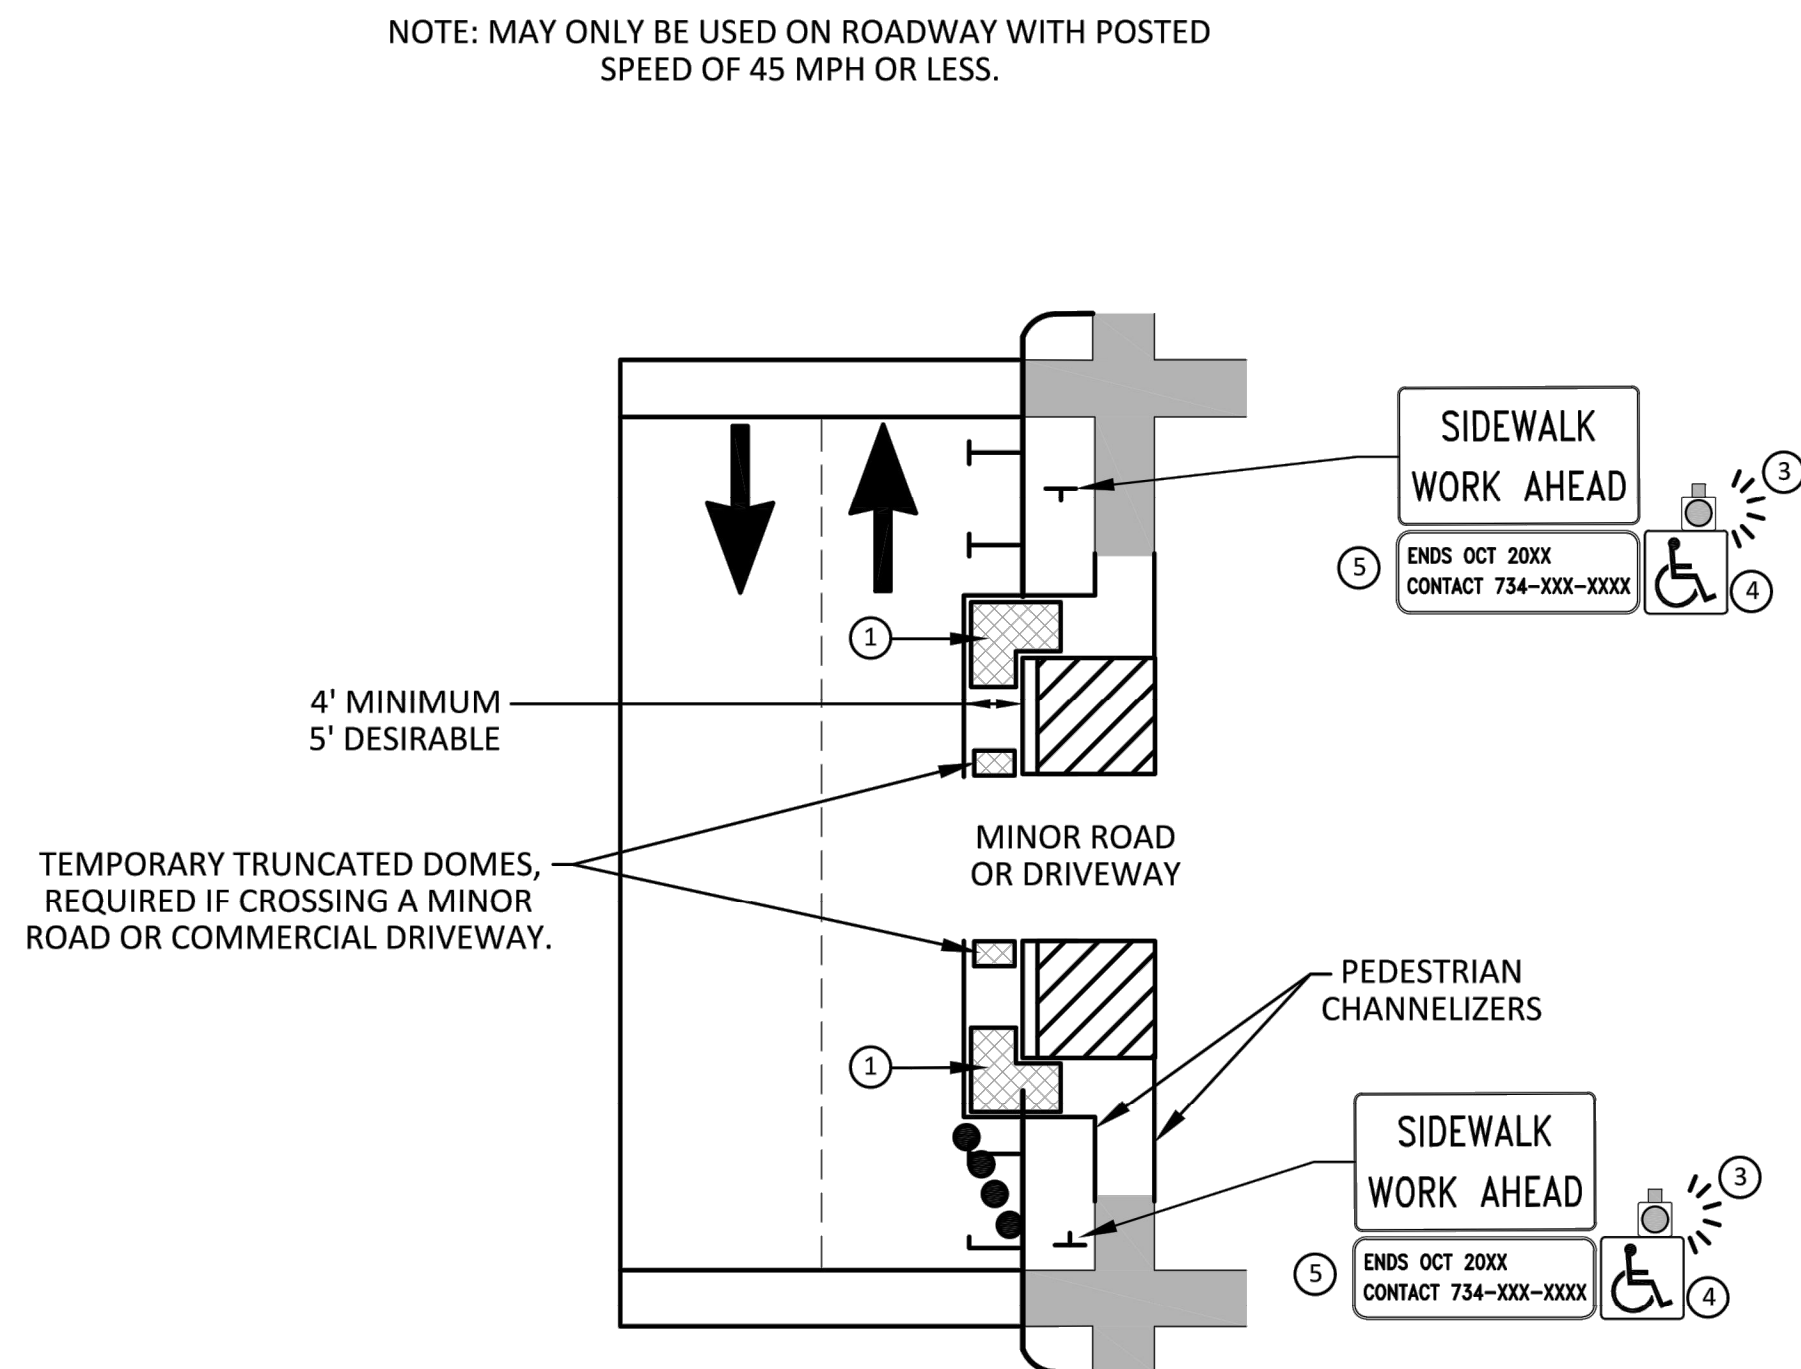 NOTE: MAY ONLY BE USED ON ROADWAY WITH POSTED
SPEED OF 45 MPH OR LESS.
SIDEWALK
WORK AHEAD
3
5
ENDS OCT 20XX
CONTACT 734-XXX-XXXX
4
1
4' MINIMUM
5' DESIRABLE
MINOR ROAD
OR DRIVEWAY
TEMPORARY TRUNCATED DOMES,
REQUIRED IF CROSSING A MINOR
ROAD OR COMMERCIAL DRIVEWAY.
PEDESTRIAN
CHANNELIZERS
1
SIDEWALK
WORK AHEAD
3
5
ENDS OCT 20XX
CONTACT 734-XXX-XXXX
4